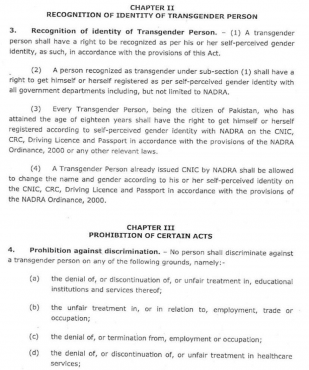 CHAPTER II
RECOGNITION OF IDENTITY OF TRANSGENDER PERSON
3. Recognition of identity of Transgender Person. – (1) A transgender
person shall have a right to be recognized as per his or her self-perceived gender
identity, as such, in accordance with the provisions of this Act.
(2) A person recognized as transgender under sub-section (1) shall have a
right to get himself or herself registered as per self-perceived gender identity with
all government departments including, but not limited to NADRA.
(3) Every Transgender Person, being the citizen of Pakistan, who has
attained the age of eighteen years shall have the right to get himself or herself
registered according to self-perceived gender identity with NADRA on the CNIC,
CRC, Driving Licence and Passport in accordance with the provisions of the NADRA
Ordinance, 2000 or any other relevant laws.
(4) A Transgender Person already issued CNIC by NADRA shall be allowed
to change the name and gender according to his or her self-perceived identity on
the CNIC, CRC, Driving Licence and Passport in accordance with the provisions of
the NADRA Ordinance, 2000.
CHAPTER III
PROHIBITION OF CERTAIN ACTS
4. Prohibition against discrimination. - No person shall discriminate against
a transgender person on any of the following grounds, namely:-
(a) the denial of, or discontinuation of, or unfair treatment in, educational
institutions and services thereof;
(b) the unfair treatment in, or in relation to, employment, trade or
occupation;
(c) the denial of, or termination from, employment or occupation;
(d) the denial of, or discontinuation of, or unfair treatment in healthcare
services;